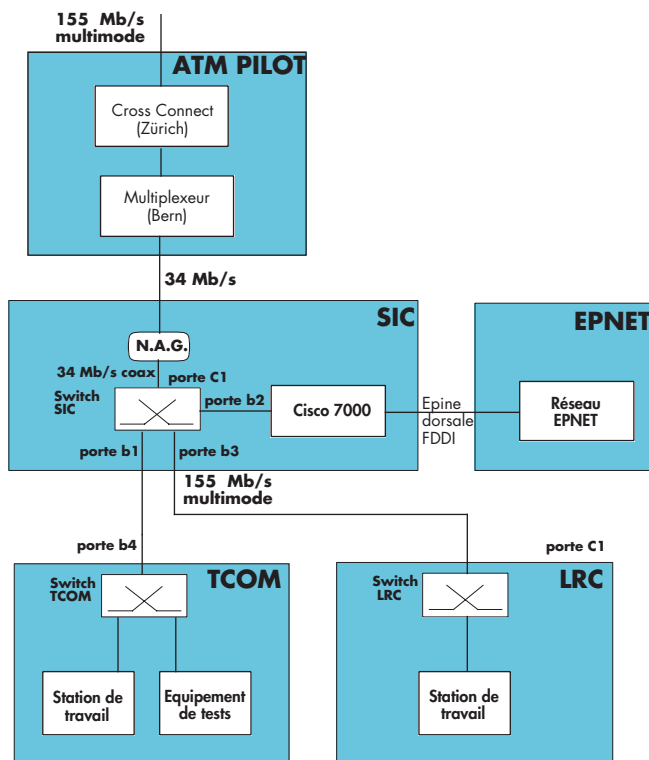 155 Mb/s
multimode
ATM PILOT
Cross Connect
(Zürich)
Multiplexeur
(Bern)
34 Mb/s
SIC
EPNET
N.A.G.
34 Mb/s coax
porte C1
Switch
SIC
porte b2
Cisco 7000
Epine
dorsale
FDDI
Réseau
EPNET
porte b1
porte b3
155 Mb/s
multimode
porte b4
porte C1
Switch
TCOM
TCOM
Switch
LRC
LRC
Station de
travail
Equipement
de tests
Station de
travail